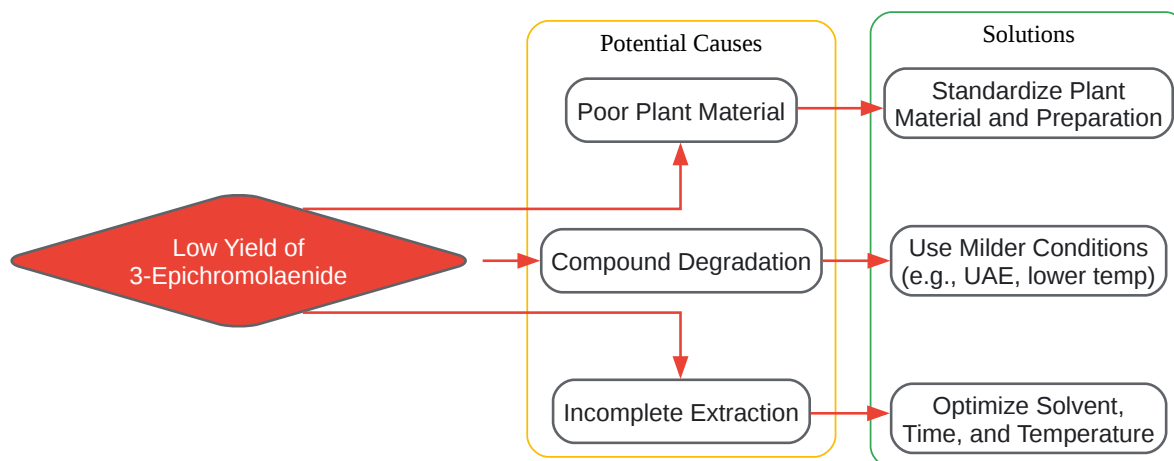 Potential Causes
Solutions
Poor Plant Material
Standardize Plant
Material and Preparation
Low Yield of
3-Epichromolaenide
Compound Degradation
Use Milder Conditions
(e.g., UAE, lower temp)
Incomplete Extraction
Optimize Solvent,
Time, and Temperature